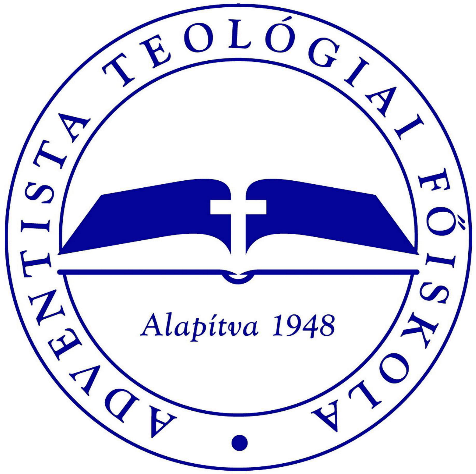 ADVENTISTA TEOLÓGIAI FŐISKOLA
Alapítva 1948